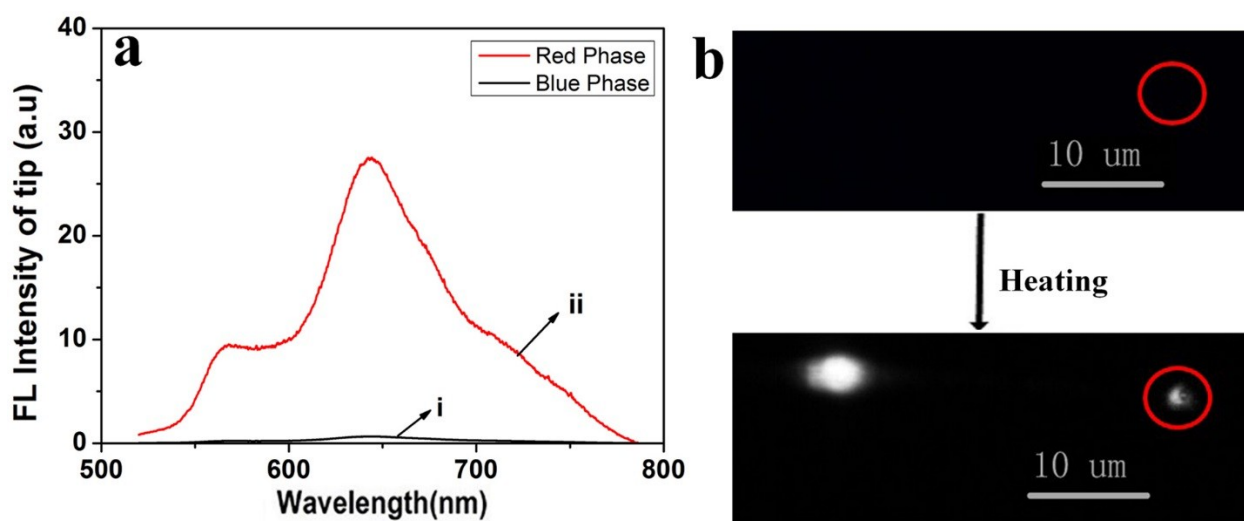 a
FL Intensity of tip (a.u)
40
30
20
10
0
Red Phase
Blue Phase
ii
i
500
600
700
800
Wavelength(nm)
b
10 um
Heating
10 um